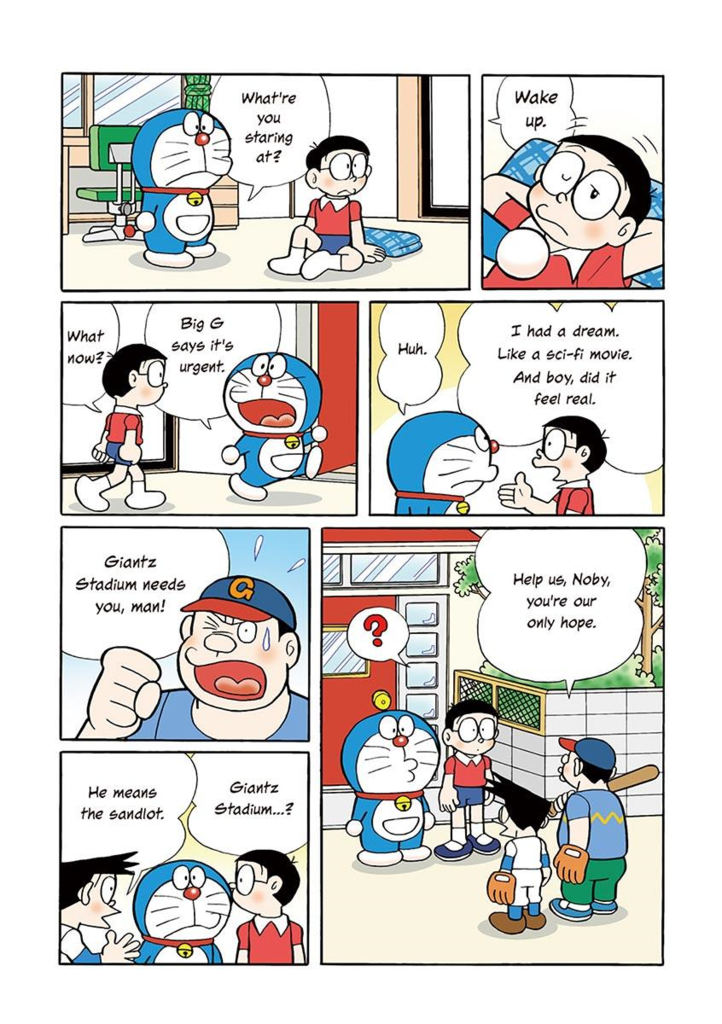 Wake
up.
What're
you
staring
at?
I had a dream.
Like a sci-fi movie.
And boy, did it
feel real.
Huh.
Big G
says it's
urgent.
What
now?
Help us, Noby,
you're our
only hope.
?
Giantz
Stadium needs
you, man!
G
Giantz
Stadium...?
He means
the sandlot.